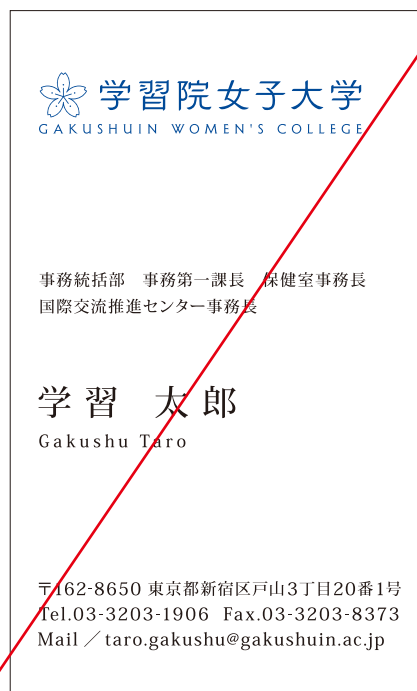 学習院女子大学
GAKUSHUIN WOMEN'S COLLEGE
事務統括部　事務第一課長　保健室事務長
国際交流推進センター事務長
学習　太郎
Gakushu Taro
〒162-8650 東京都新宿区戸山3丁目20番1号
Tel.03-3203-1906 Fax.03-3203-8373
Mail ／taro.gakushu@gakushuin.ac.jp